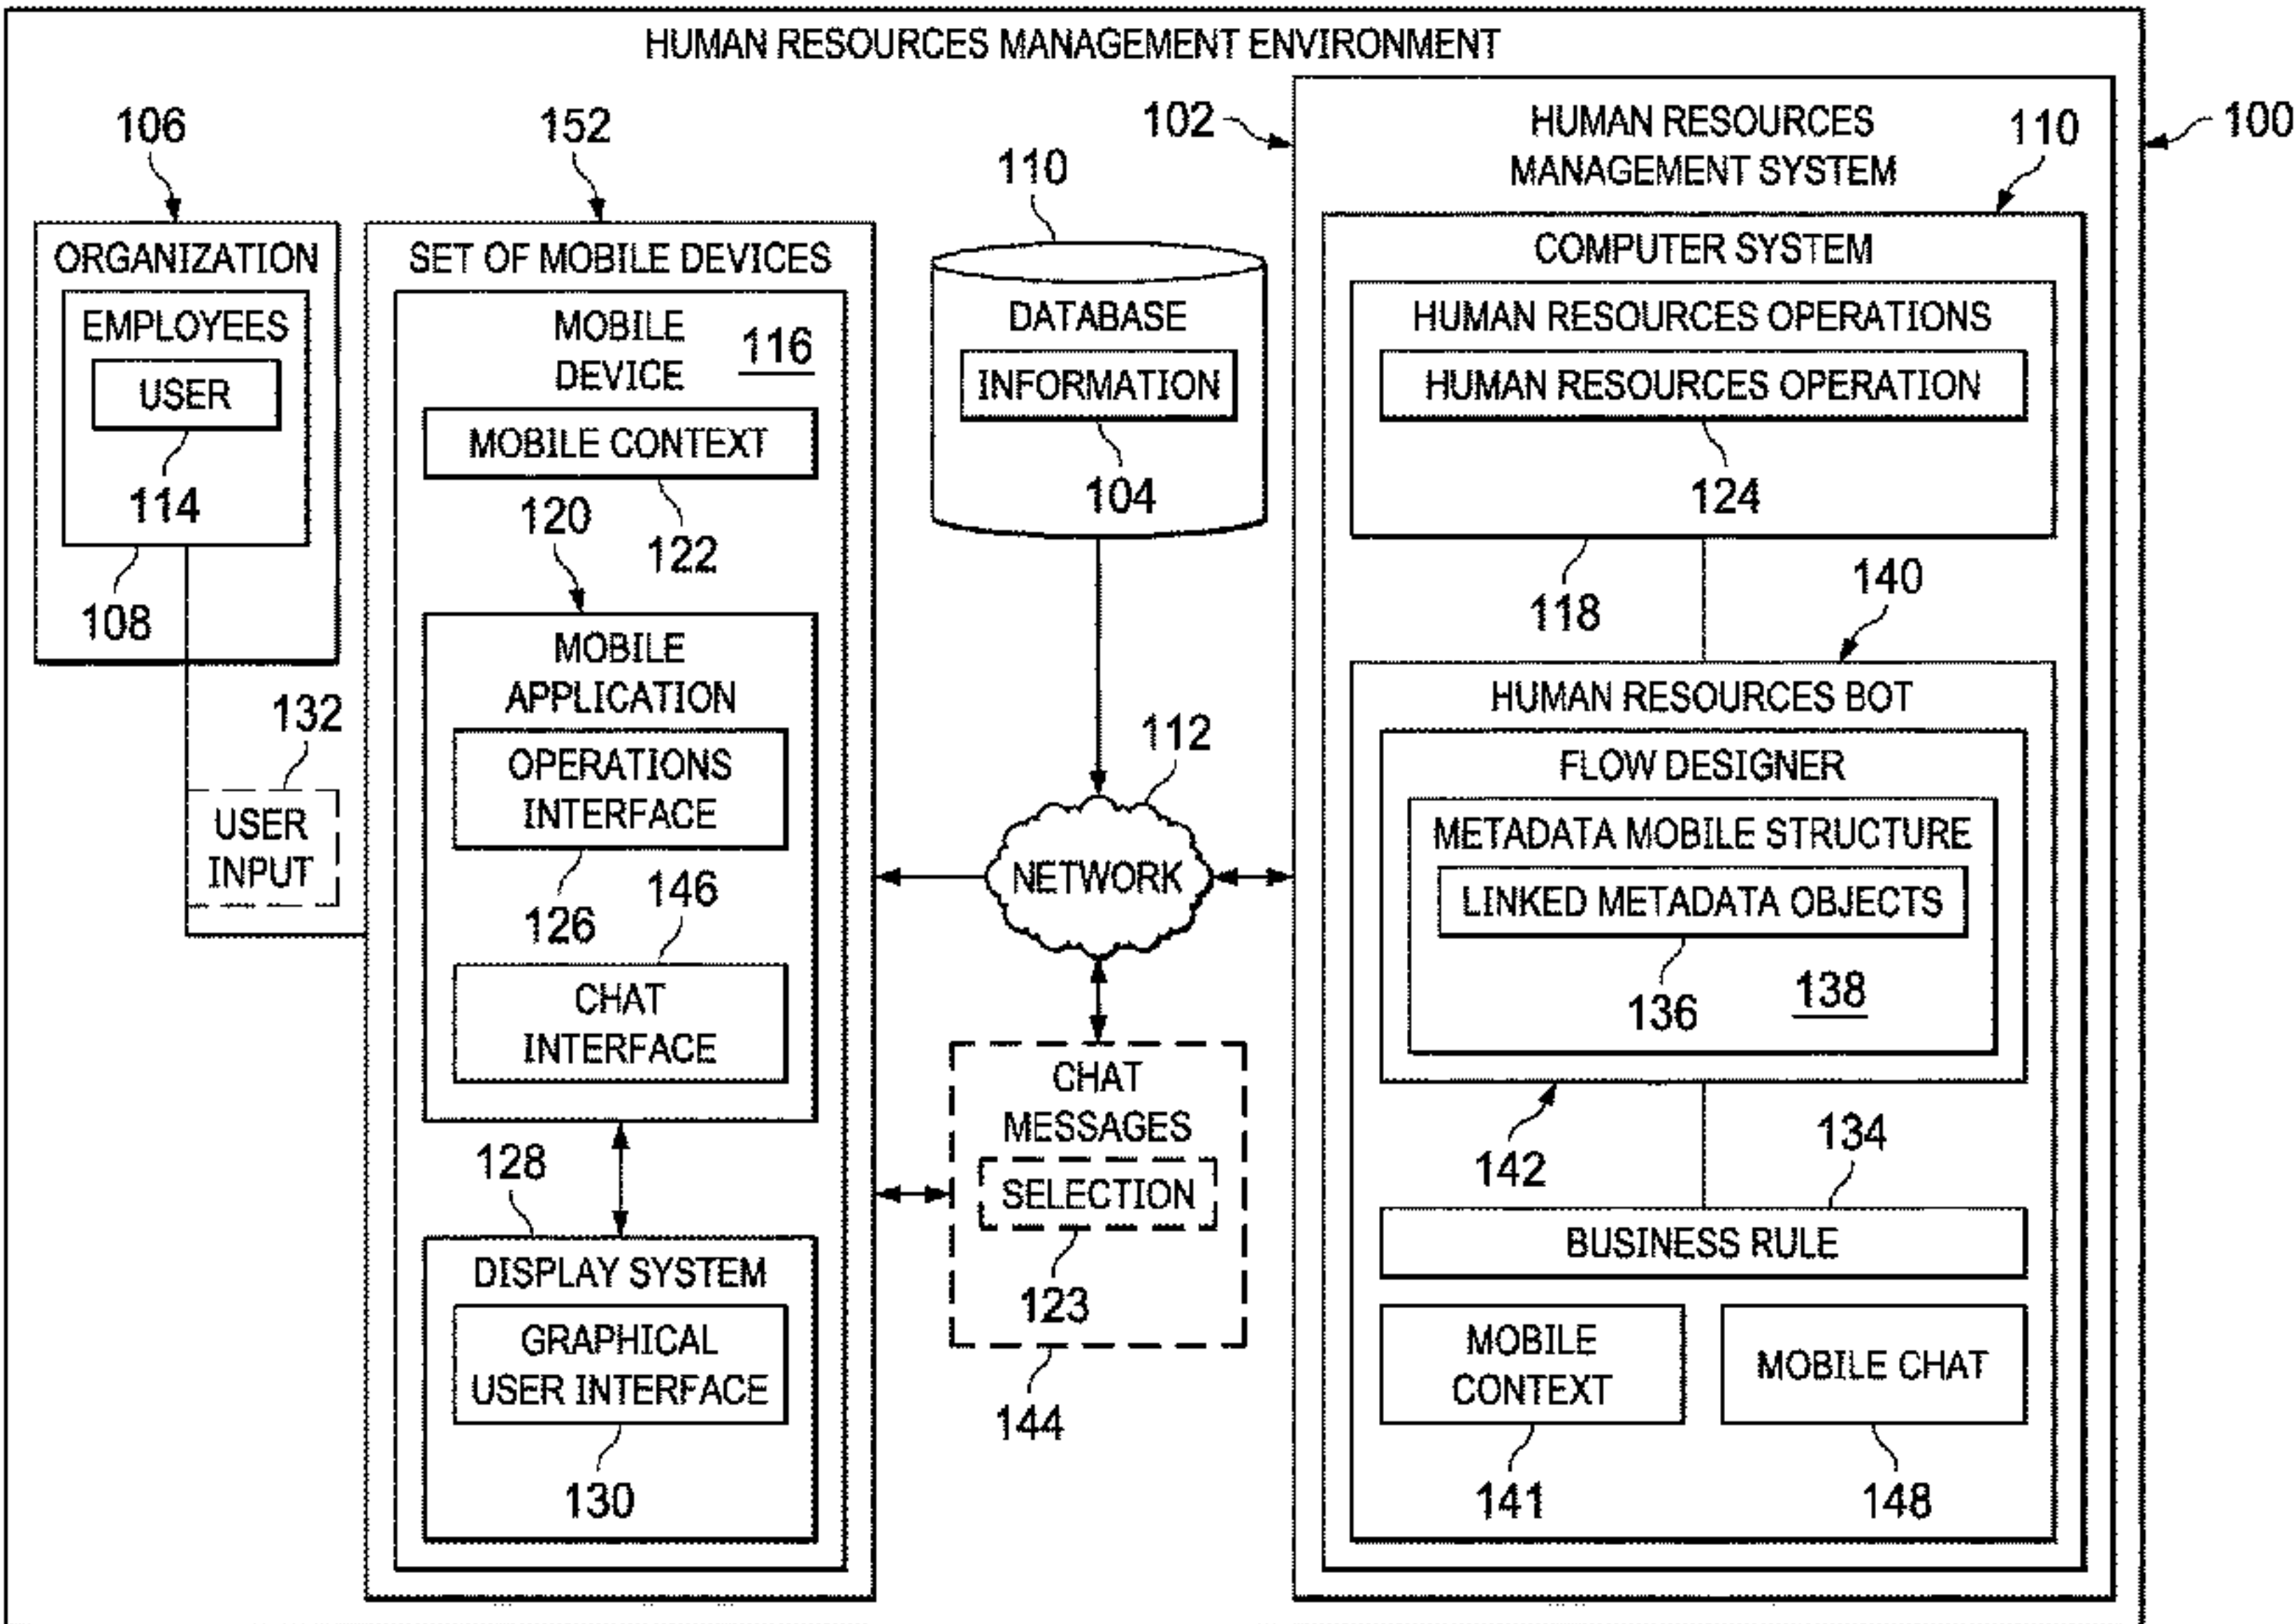 HUMAN RESOURCES MANAGEMENT ENVIRONMENT
106
152
102
100
110
HUMAN RESOURCES
MANAGEMENT SYSTEM
110
ORGANIZATION
EMPLOYEES
USER
114
108
132
USER
INPUT
SET OF MOBILE DEVICES
MOBILE
DEVICE
116
MOBILE CONTEXT
120
122
MOBILE
APPLICATION
OPERATIONS
INTERFACE
126
146
CHAT
INTERFACE
128
DISPLAY SYSTEM
GRAPHICAL
USER INTERFACE
130
DATABASE
INFORMATION
104
112
NETWORK
CHAT
MESSAGES
SELECTION
123
144
COMPUTER SYSTEM
HUMAN RESOURCES OPERATIONS
HUMAN RESOURCES OPERATION
124
118
140
HUMAN RESOURCES BOT
FLOW DESIGNER
METADATA MOBILE STRUCTURE
LINKED METADATA OBJECTS
136
138
142
134
BUSINESS RULE
MOBILE
CONTEXT
MOBILE CHAT
141
148